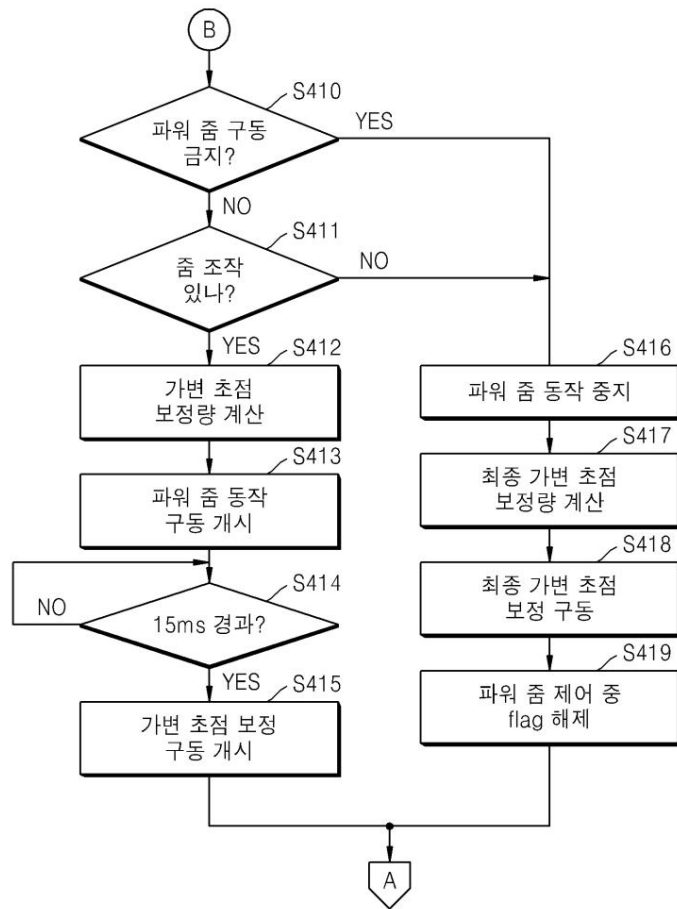 B
S410
파워 줌 구동
금지?
YES
NO
S411
줌 조작
있나?
NO
YES
S412
가변 초점
보정량 계산
S413
파워 줌 동작
구동 개시
S414
15ms 경과?
NO
YES
S415
가변 초점 보정
구동 개시
S416
파워 줌 동작 중지
S417
최종 가변 초점
보정량 계산
S418
최종 가변 초점
보정 구동
S419
파워 줌 제어 중
flag 해제
A